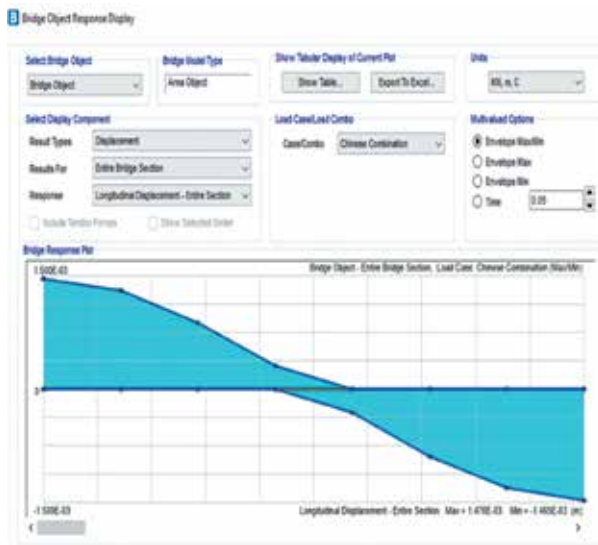 Bridge Object Response Display
Select Bridge Object
Bridge Object
Bridge Model Type
Area Object
Show Tabular Display of Current Plot
Show Table...
Export To Excel...
Units
KN, m, C
Select Display Component
Result Types
Displacement
Results For
Entire Bridge Section
Response
Longitudinal Displacement - Entire Section
Include Tendon Forces
Show Selected Girder
Load Case/Load Combo
Case/Combo
Chinese Combination
Multivalued Options
Envelope Max/Min
Envelope Max
Envelope Min
Time
0.05
Bridge Response Plot
1.500E-03
Bridge Object - Entire Bridge Section, Load Case Chinese Combination (Max/Min)
0
-1.500E-03
Longitudinal Displacement - Entire Section Max = 1.476E-03 Min = -1.465E-03 (m)